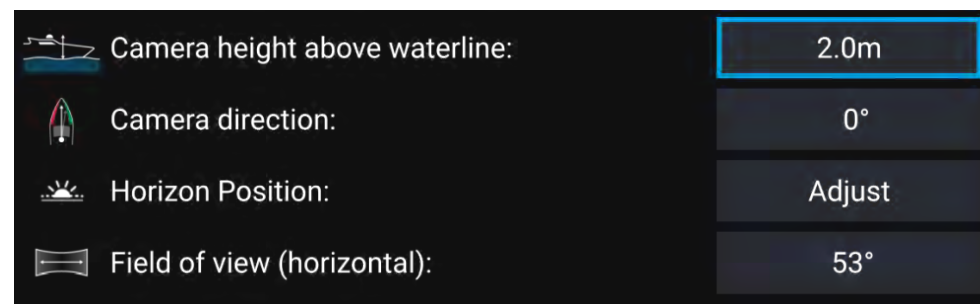 Camera height above waterline: 2.0m
Camera direction: 0°
Horizon Position: Adjust
Field of view (horizontal): 53°